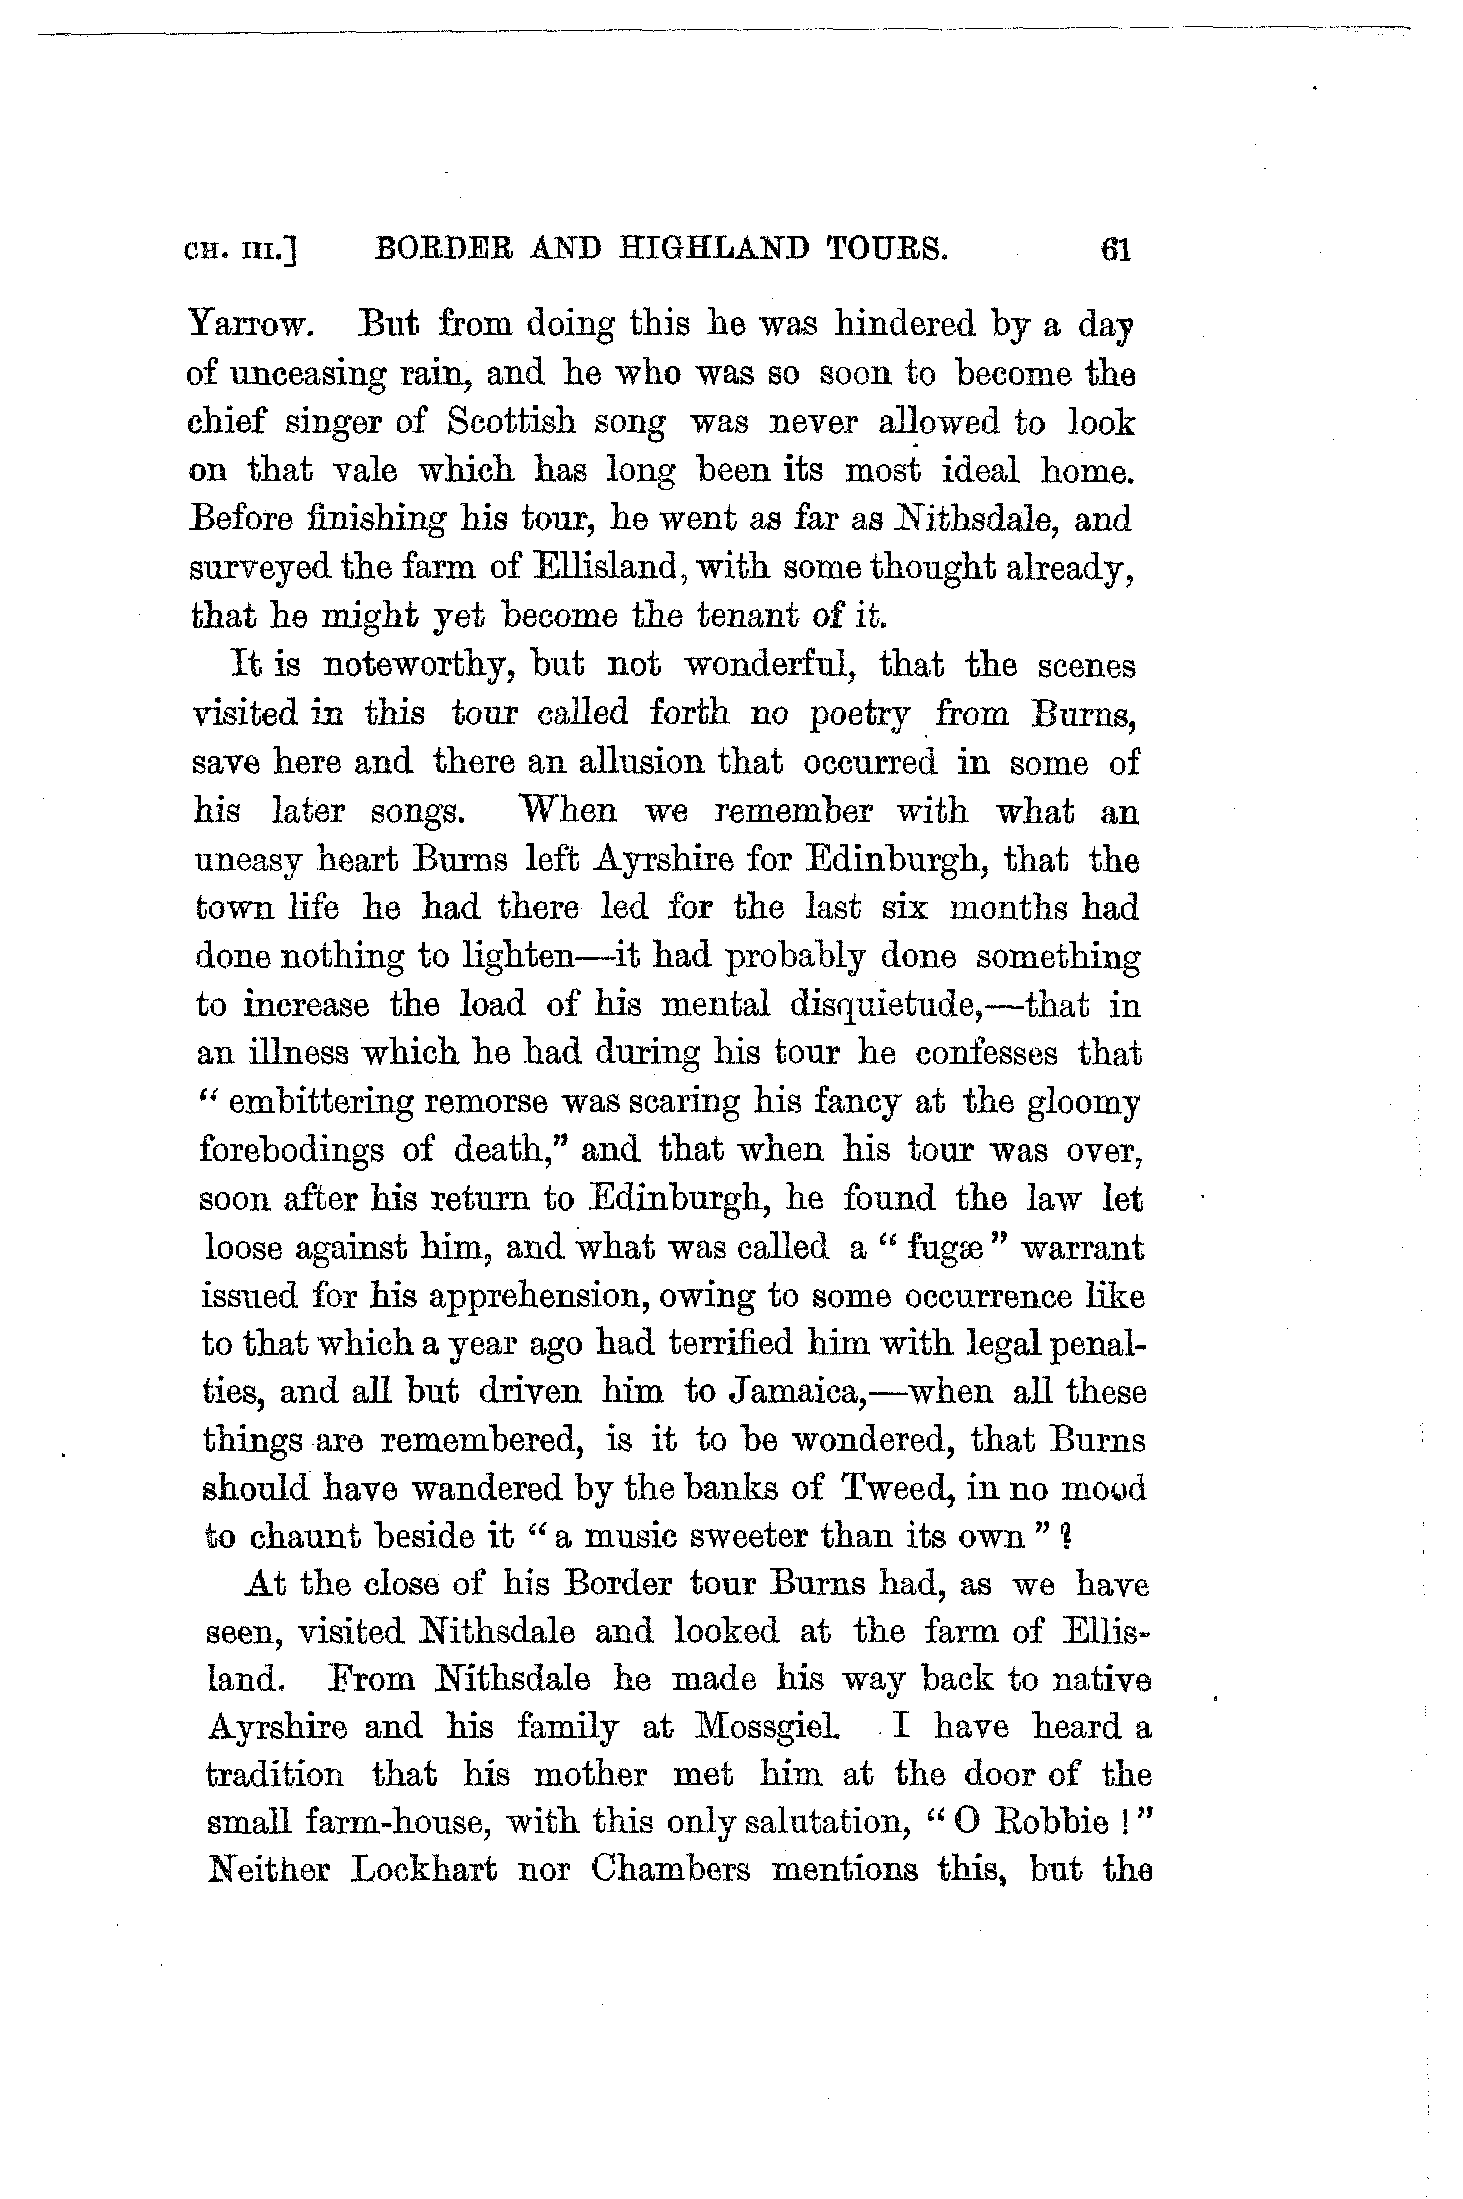 CH. III.] BORDER AND HIGHLAND TOURS. 61
Yarrow. But from doing this he was hindered by a day
of unceasing rain, and he who was so soon to become the
chief singer of Scottish song was never allowed to look
on that vale which has long been its most ideal home.
Before finishing his tour, he went as far as Nithsdale, and
surveyed the farm of Ellisland, with some thought already,
that he might yet become the tenant of it.
It is noteworthy, but not wonderful, that the scenes
visited in this tour called forth no poetry from Burns,
save here and there an allusion that occurred in some of
his later songs. When we remember with what an
uneasy heart Burns left Ayrshire for Edinburgh, that the
town life he had there led for the last six months had
done nothing to lighten—it had probably done something
to increase the load of his mental disquietude,—that in
an illness which he had during his tour he confesses that
“ embittering remorse was scaring his fancy at the gloomy
forebodings of death,” and that when his tour was over,
soon after his return to Edinburgh, he found the law let
loose against him, and what was called a “ fugæ ” warrant
issued for his apprehension, owing to some occurrence like
to that which a year ago had terrified him with legal penal-
ties, and all but driven him to Jamaica,—when all these
things are remembered, is it to be wondered, that Burns
should have wandered by the banks of Tweed, in no mood
to chaunt beside it “ a music sweeter than its own ” ?
At the close of his Border tour Burns had, as we have
seen, visited Nithsdale and looked at the farm of Ellis-
land. From Nithsdale he made his way back to native
Ayrshire and his family at Mossgiel. I have heard a
tradition that his mother met him at the door of the
small farm-house, with this only salutation, “ O Robbie ! ”
Neither Lockhart nor Chambers mentions this, but the